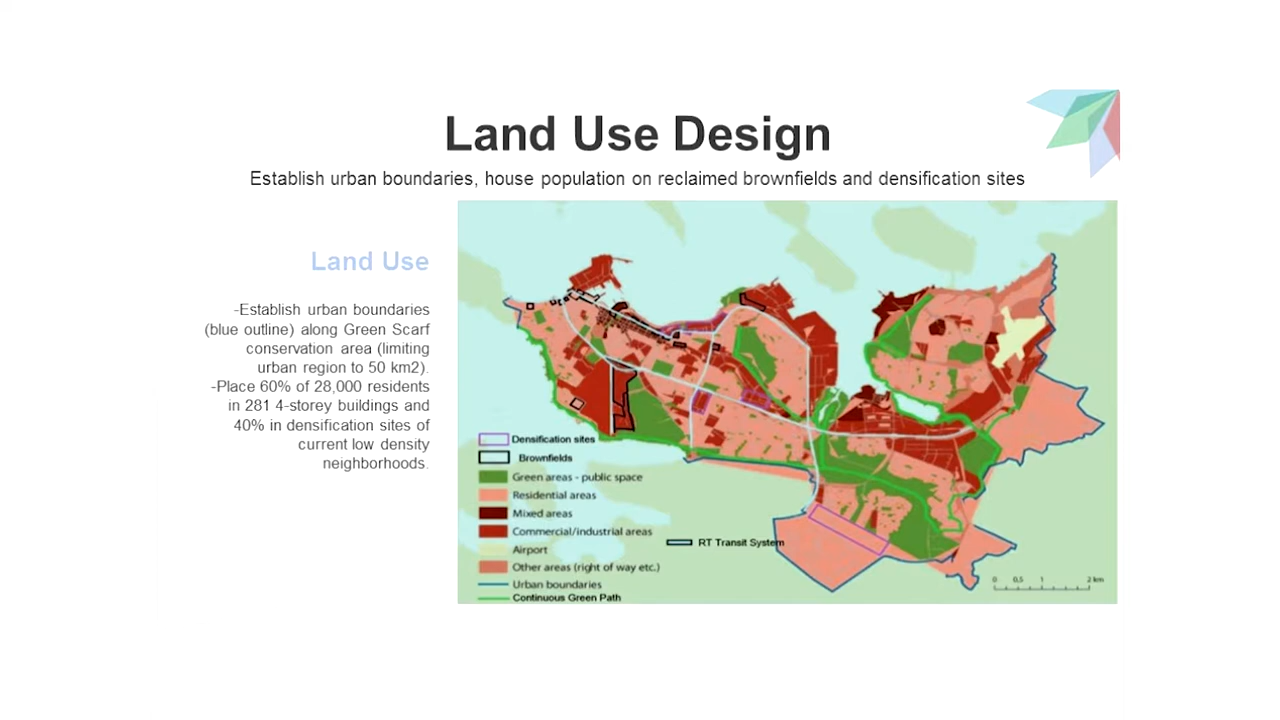 Land Use Design
Establish urban boundaries, house population on reclaimed brownfields and densification sites
Land Use
-Establish urban boundaries
(blue outline) along Green Scarf
conservation area (limiting
urban region to 50 km2).
-Place 60% of 28,000 residents
in 281 4-storey buildings and
40% in densification sites of
current low density
neighborhoods.
Densification sites
Brownfields
Green areas - public space
Residential areas
Mixed areas
Commercial/industrial areas
Airport
Other areas (right of way etc.)
Urban boundaries
Continuous Green Path
RT Transit System
0 0,5 1 2 km